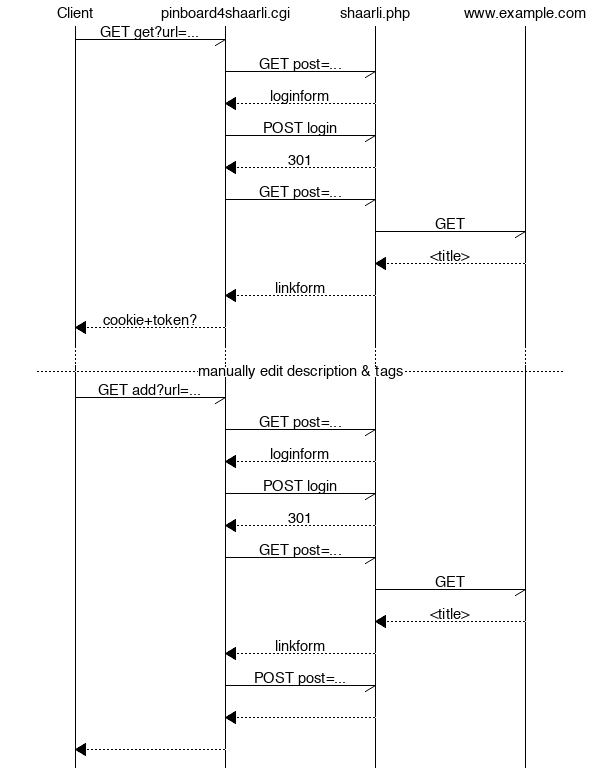 Client pinboard4shaarli.cgi shaarli.php www.example.com
GET get?url=...
GET post=...
loginform
POST login
301
GET post=...
GET
<title>
linkform
cookie+token?
manually edit description & tags
GET add?url=...
GET post=...
loginform
POST login
301
GET post=...
GET
<title>
linkform
POST post=...